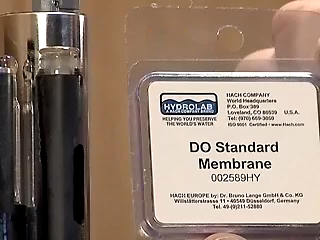 HACH COMPANY
World Headquarters
P.O. Box 389
Loveland, CO 80539 U.S.A.
Tel: (970) 669-3050
ISO 9001 Certified • www.Hach.com
HYDROLAB
A HACH COMPANY BRAND
HELPING YOU PRESERVE
THE WORLD'S WATER
DO Standard
Membrane
002589HY
HACH EUROPE by: Dr. Bruno Lange GmbH & Co. KG
Willstätterstrasse 11 • 40549 Düsseldorf, Germany
Tel. 49-(0)211-52880